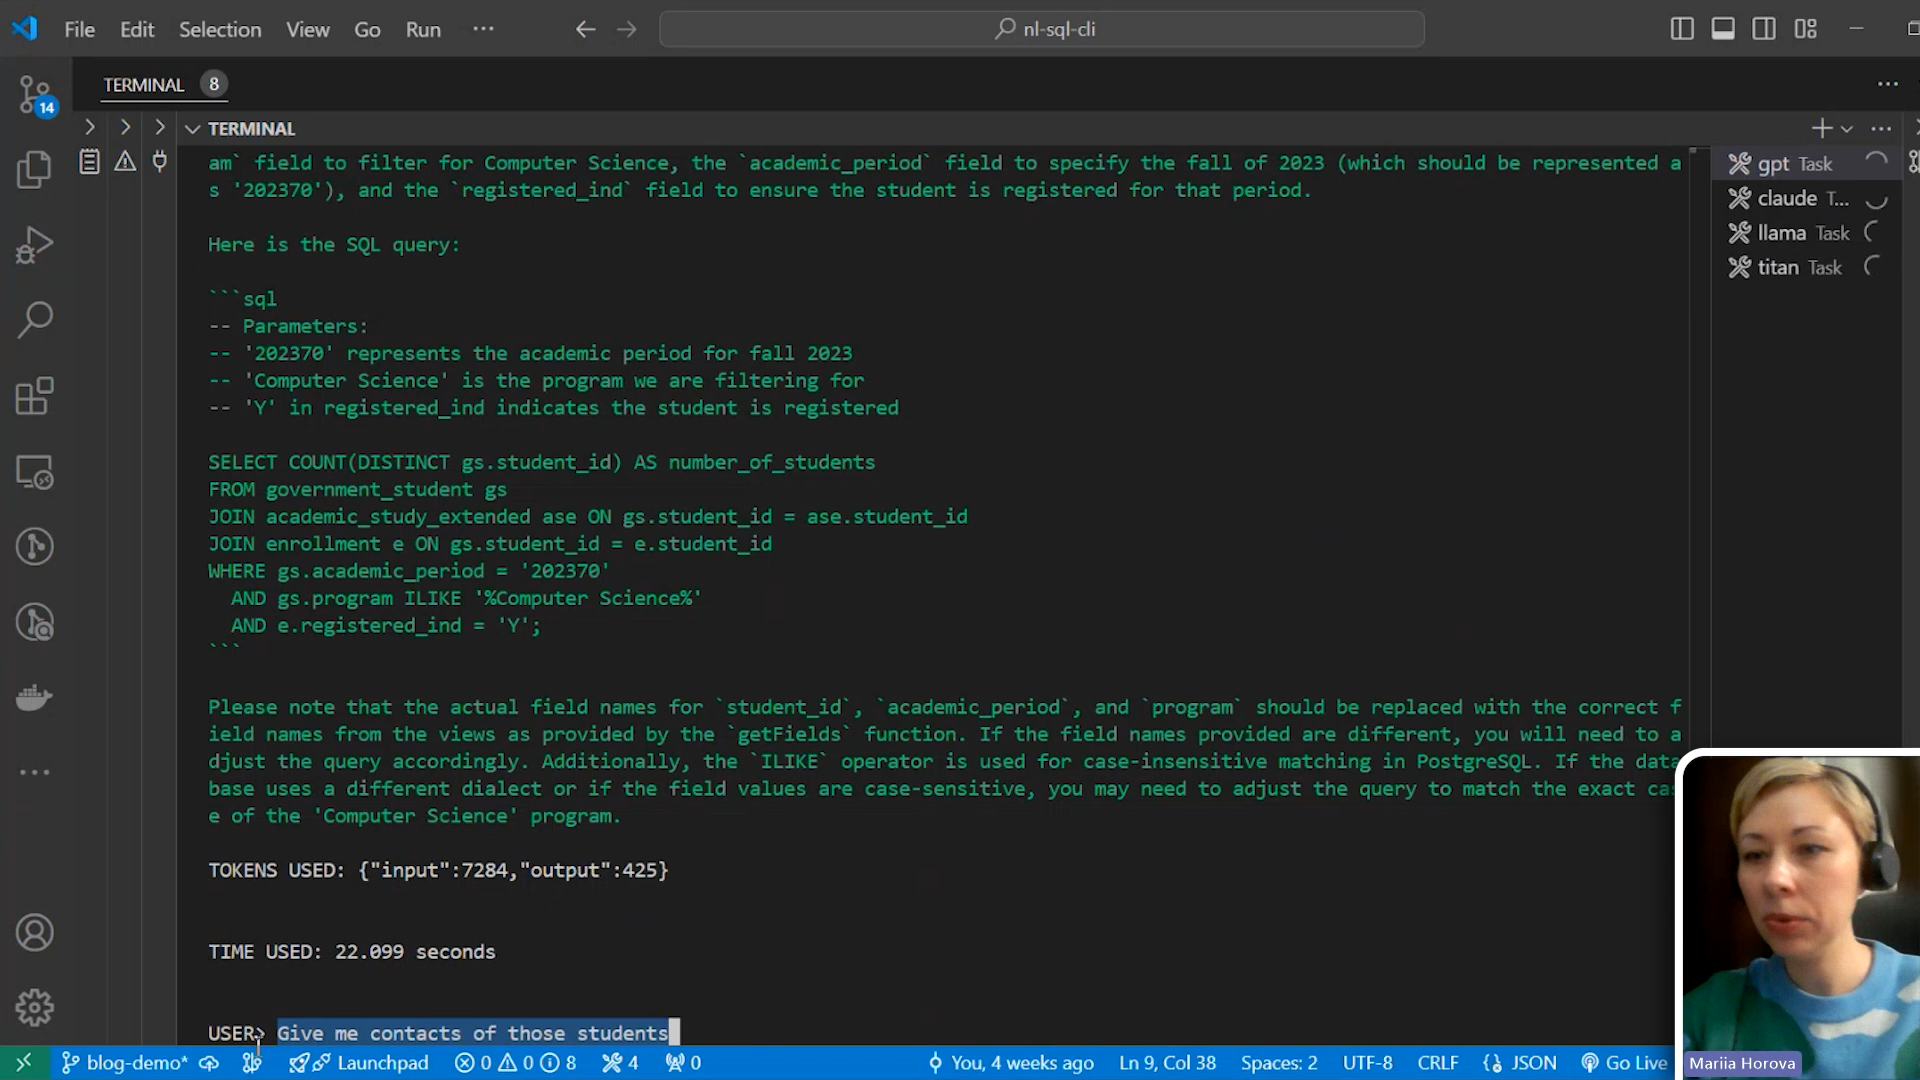 File Edit Selection View Go Run ···
nl-sql-cli
14
TERMINAL 8
TERMINAL
am` field to filter for Computer Science, the `academic_period` field to specify the fall of 2023 (which should be represented a
s '202370'), and the `registered_ind` field to ensure the student is registered for that period.
Here is the SQL query:
```sql
-- Parameters:
-- '202370' represents the academic period for fall 2023
-- 'Computer Science' is the program we are filtering for
-- 'Y' in registered_ind indicates the student is registered
SELECT COUNT(DISTINCT gs.student_id) AS number_of_students
FROM government_student gs
JOIN academic_study_extended ase ON gs.student_id = ase.student_id
JOIN enrollment e ON gs.student_id = e.student_id
WHERE gs.academic_period = '202370'
AND gs.program ILIKE '%Computer Science%'
AND e.registered_ind = 'Y';
```
Please note that the actual field names for `student_id`, `academic_period`, and `program` should be replaced with the correct f
ield names from the views as provided by the `getFields` function. If the field names provided are different, you will need to a
djust the query accordingly. Additionally, the `ILIKE` operator is used for case-insensitive matching in PostgreSQL. If the data
base uses a different dialect or if the field values are case-sensitive, you may need to adjust the query to match the exact cas
e of the 'Computer Science' program.
TOKENS USED: {"input":7284,"output":425}
TIME USED: 22.099 seconds
USER> Give me contacts of those students
gpt Task
claude T...
llama Task
titan Task
blog-demo* Launchpad 0 0 8 4 0 You, 4 weeks ago Ln 9, Col 38 Spaces: 2 UTF-8 CRLF {} JSON Go Live
Mariia Horova